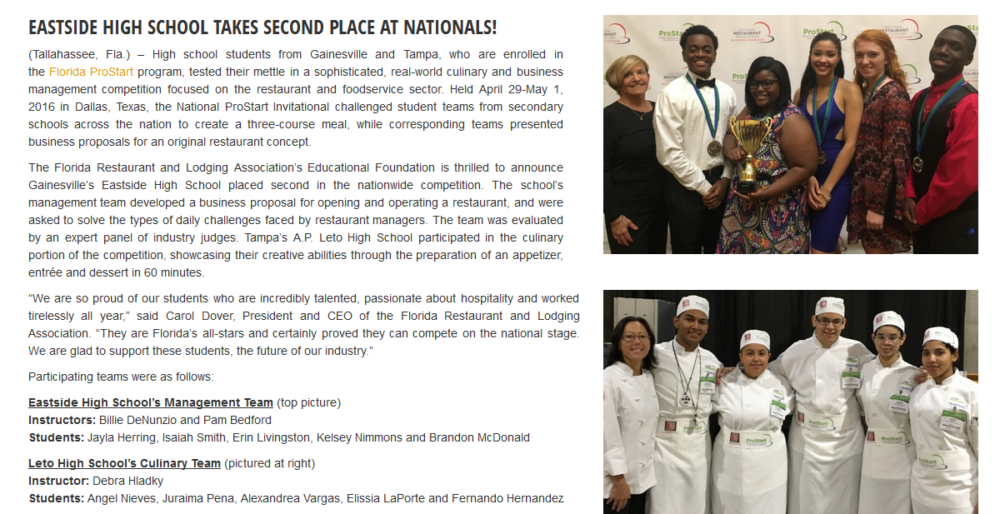 EASTSIDE HIGH SCHOOL TAKES SECOND PLACE AT NATIONALS!
(Tallahassee, Fla.) – High school students from Gainesville and Tampa, who are enrolled in
the Florida ProStart program, tested their mettle in a sophisticated, real-world culinary and business
management competition focused on the restaurant and foodservice sector. Held April 29-May 1,
2016 in Dallas, Texas, the National ProStart Invitational challenged student teams from secondary
schools across the nation to create a three-course meal, while corresponding teams presented
business proposals for an original restaurant concept.
The Florida Restaurant and Lodging Association's Educational Foundation is thrilled to announce
Gainesville's Eastside High School placed second in the nationwide competition. The school's
management team developed a business proposal for opening and operating a restaurant, and were
asked to solve the types of daily challenges faced by restaurant managers. The team was evaluated
by an expert panel of industry judges. Tampa's A.P. Leto High School participated in the culinary
portion of the competition, showcasing their creative abilities through the preparation of an appetizer,
entrée and dessert in 60 minutes.
“We are so proud of our students who are incredibly talented, passionate about hospitality and worked
tirelessly all year,” said Carol Dover, President and CEO of the Florida Restaurant and Lodging
Association. “They are Florida's all-stars and certainly proved they can compete on the national stage.
We are glad to support these students, the future of our industry.”
Participating teams were as follows:
Eastside High School's Management Team (top picture)
Instructors: Billie DeNunzio and Pam Bedford
Students: Jayla Herring, Isaiah Smith, Erin Livingston, Kelsey Nimmons and Brandon McDonald
Leto High School's Culinary Team (pictured at right)
Instructor: Debra Hladky
Students: Angel Nieves, Juraima Pena, Alexandrea Vargas, Elissia LaPorte and Fernando Hernandez
NATIONAL
RESTAURANT
ASSOCIATION
ProStart
ProStart
ProStart
ProStart
ProStart